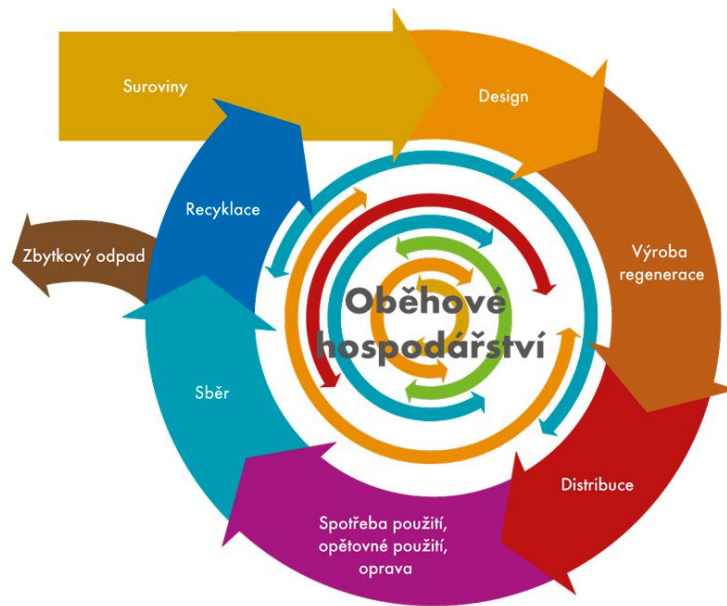 Suroviny
Design
Výroba
regenerace
Distribuce
Spotřeba použití,
opětovné použití,
oprava
Sběr
Recyklace
Zbytkový odpad
Oběhové
hospodářství